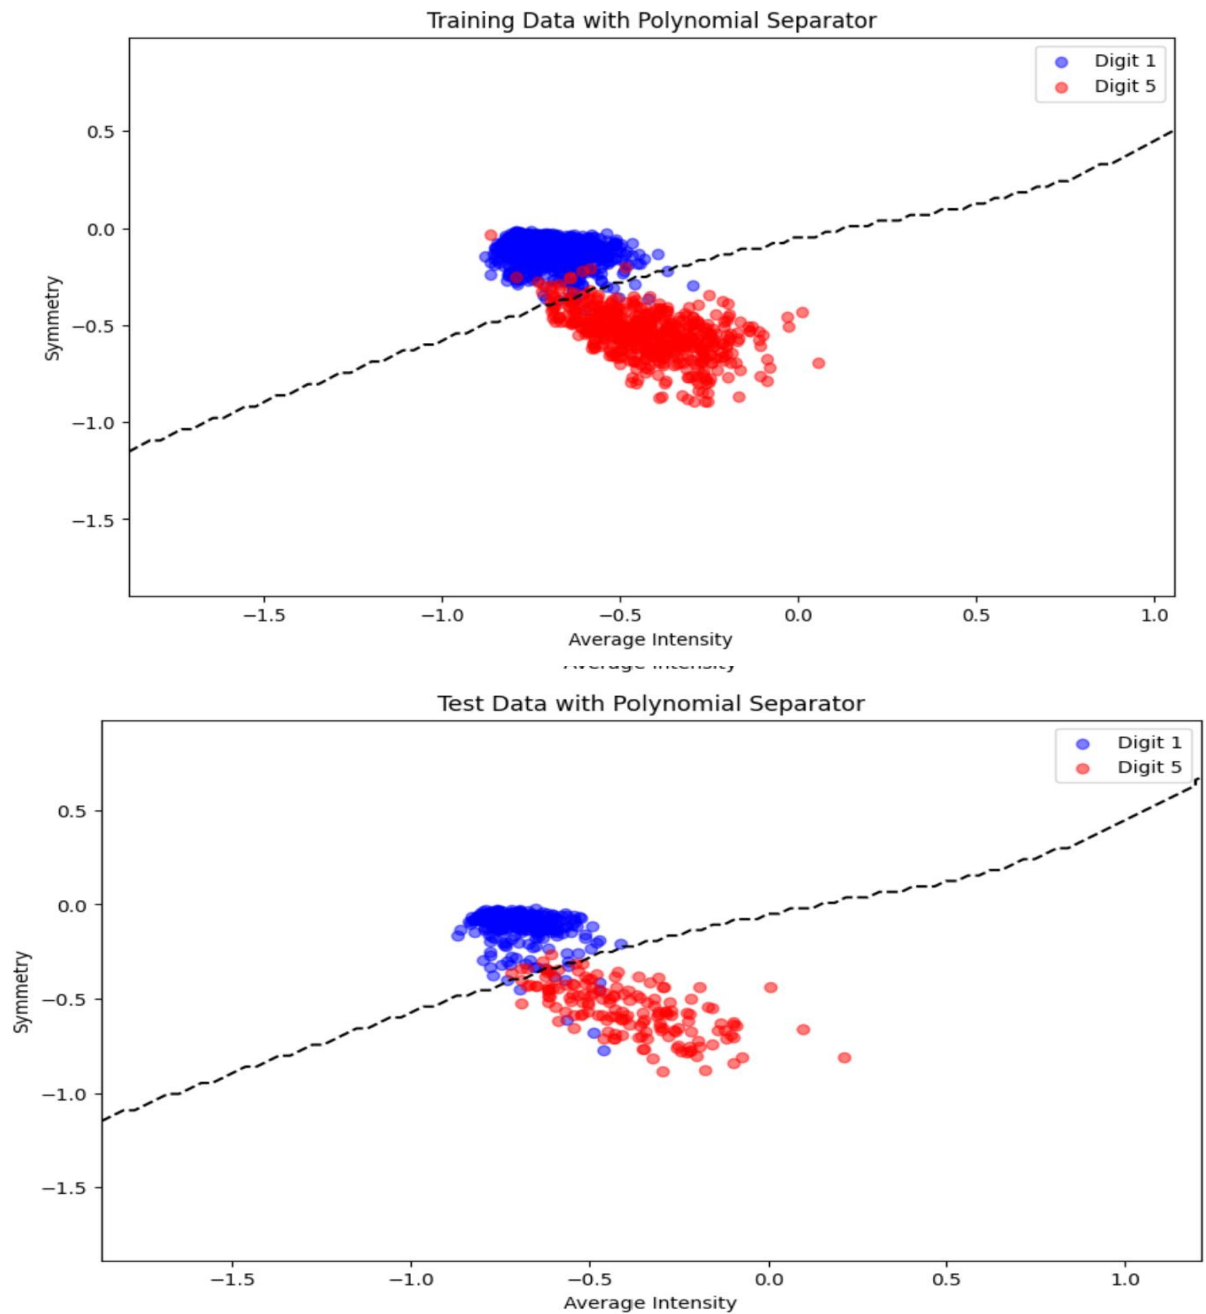 Training Data with Polynomial Separator
Digit 1
Digit 5
0.5
0.0
−0.5
−1.0
−1.5
Symmetry
−1.5 −1.0 −0.5 0.0 0.5 1.0
Average Intensity
Average Intensity
Test Data with Polynomial Separator
Digit 1
Digit 5
0.5
0.0
−0.5
−1.0
−1.5
Symmetry
−1.5 −1.0 −0.5 0.0 0.5 1.0
Average Intensity